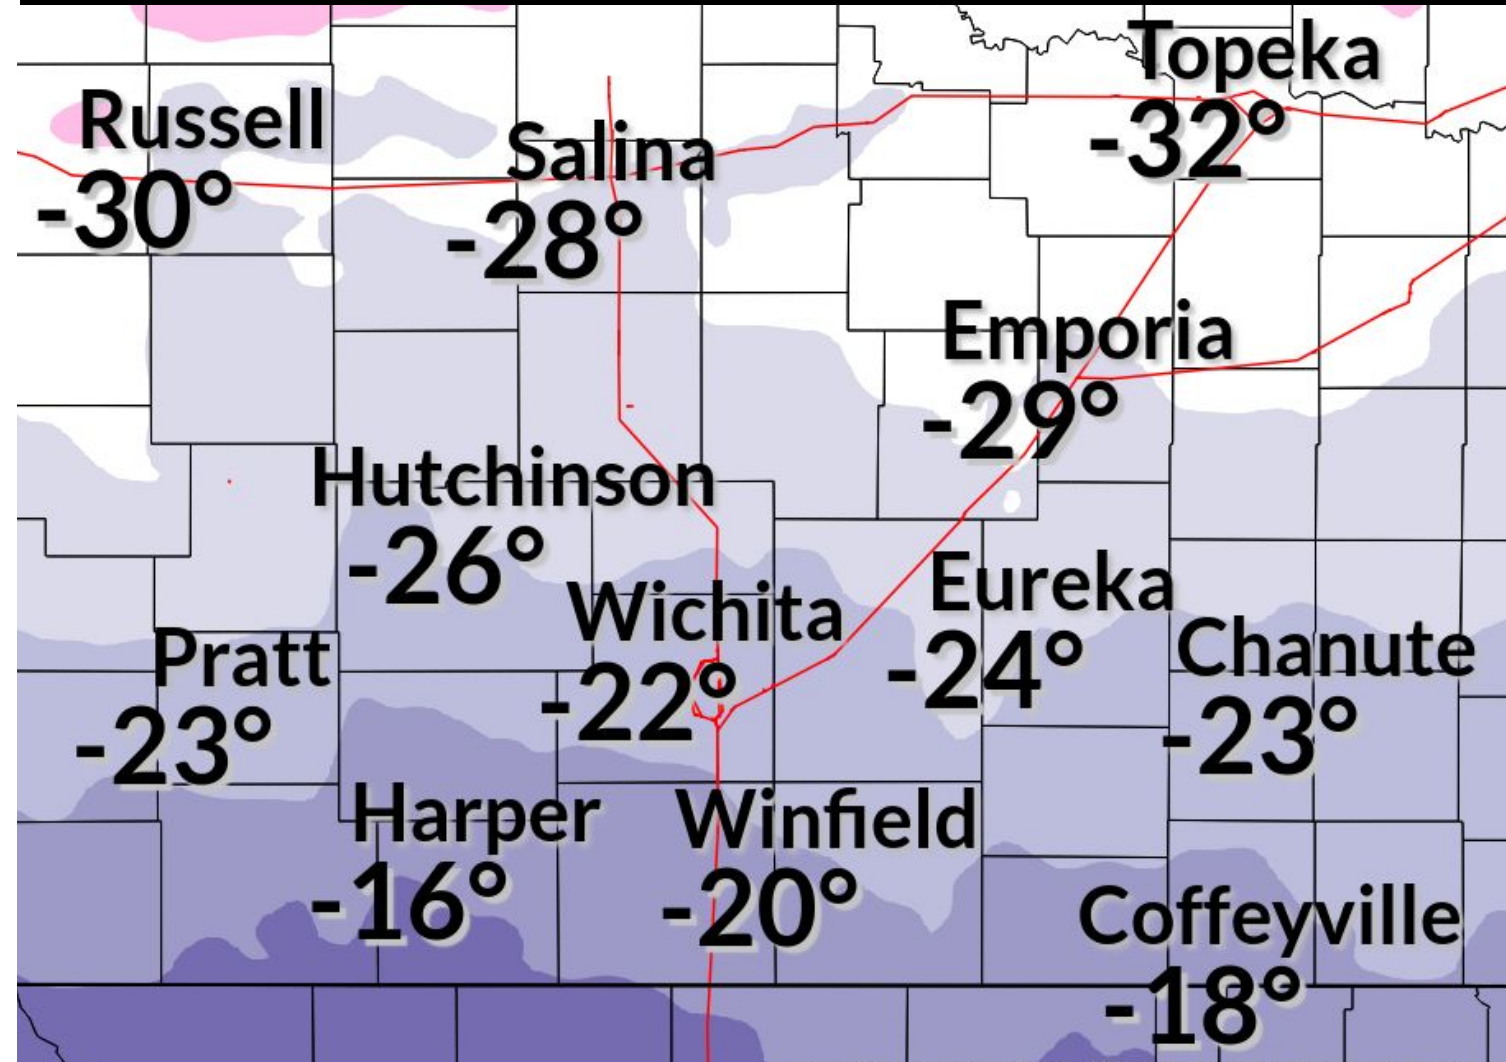 Topeka
-32°
Russell
-30°
Salina
-28°
Emporia
-29°
Hutchinson
-26°
Wichita
-22°
Eureka
-24°
Chanute
-23°
Pratt
-23°
Harper
-16°
Winfield
-20°
Coffeyville
-18°